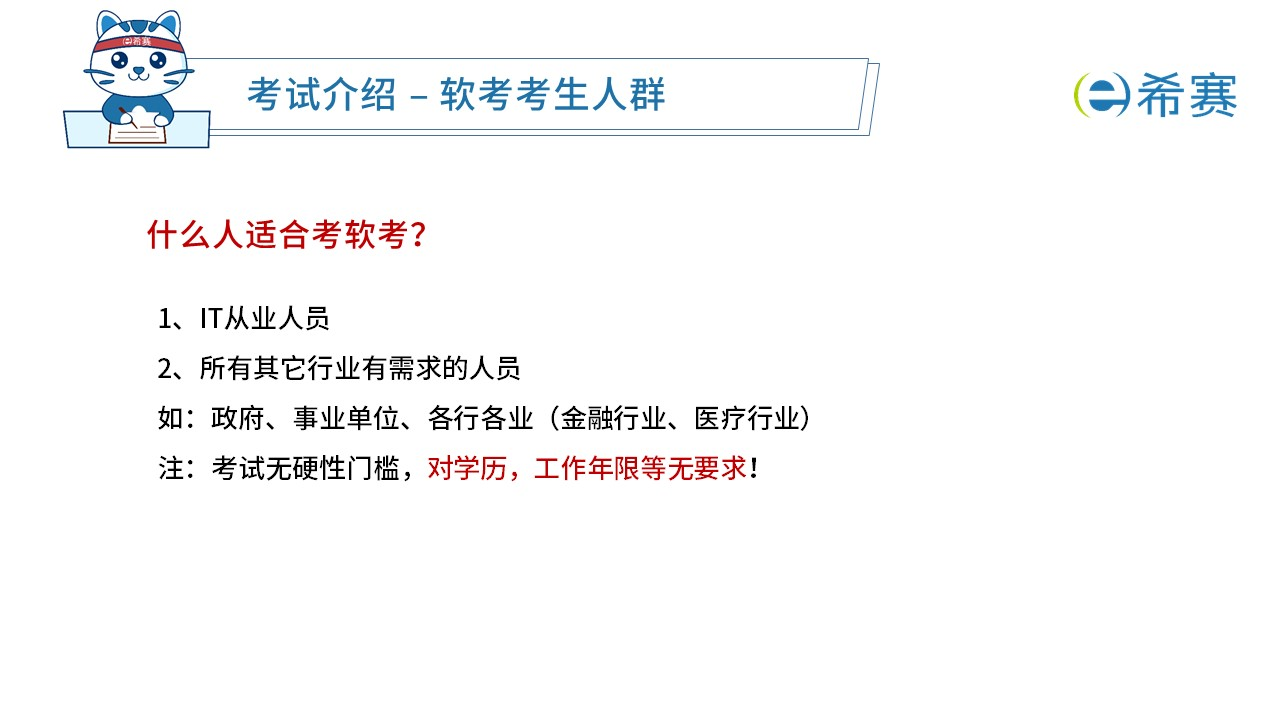 希赛
考试介绍 – 软考考生人群
希赛
什么人适合考软考？
1、IT从业人员
2、所有其它行业有需求的人员
如：政府、事业单位、各行各业（金融行业、医疗行业）
注：考试无硬性门槛，对学历，工作年限等无要求！